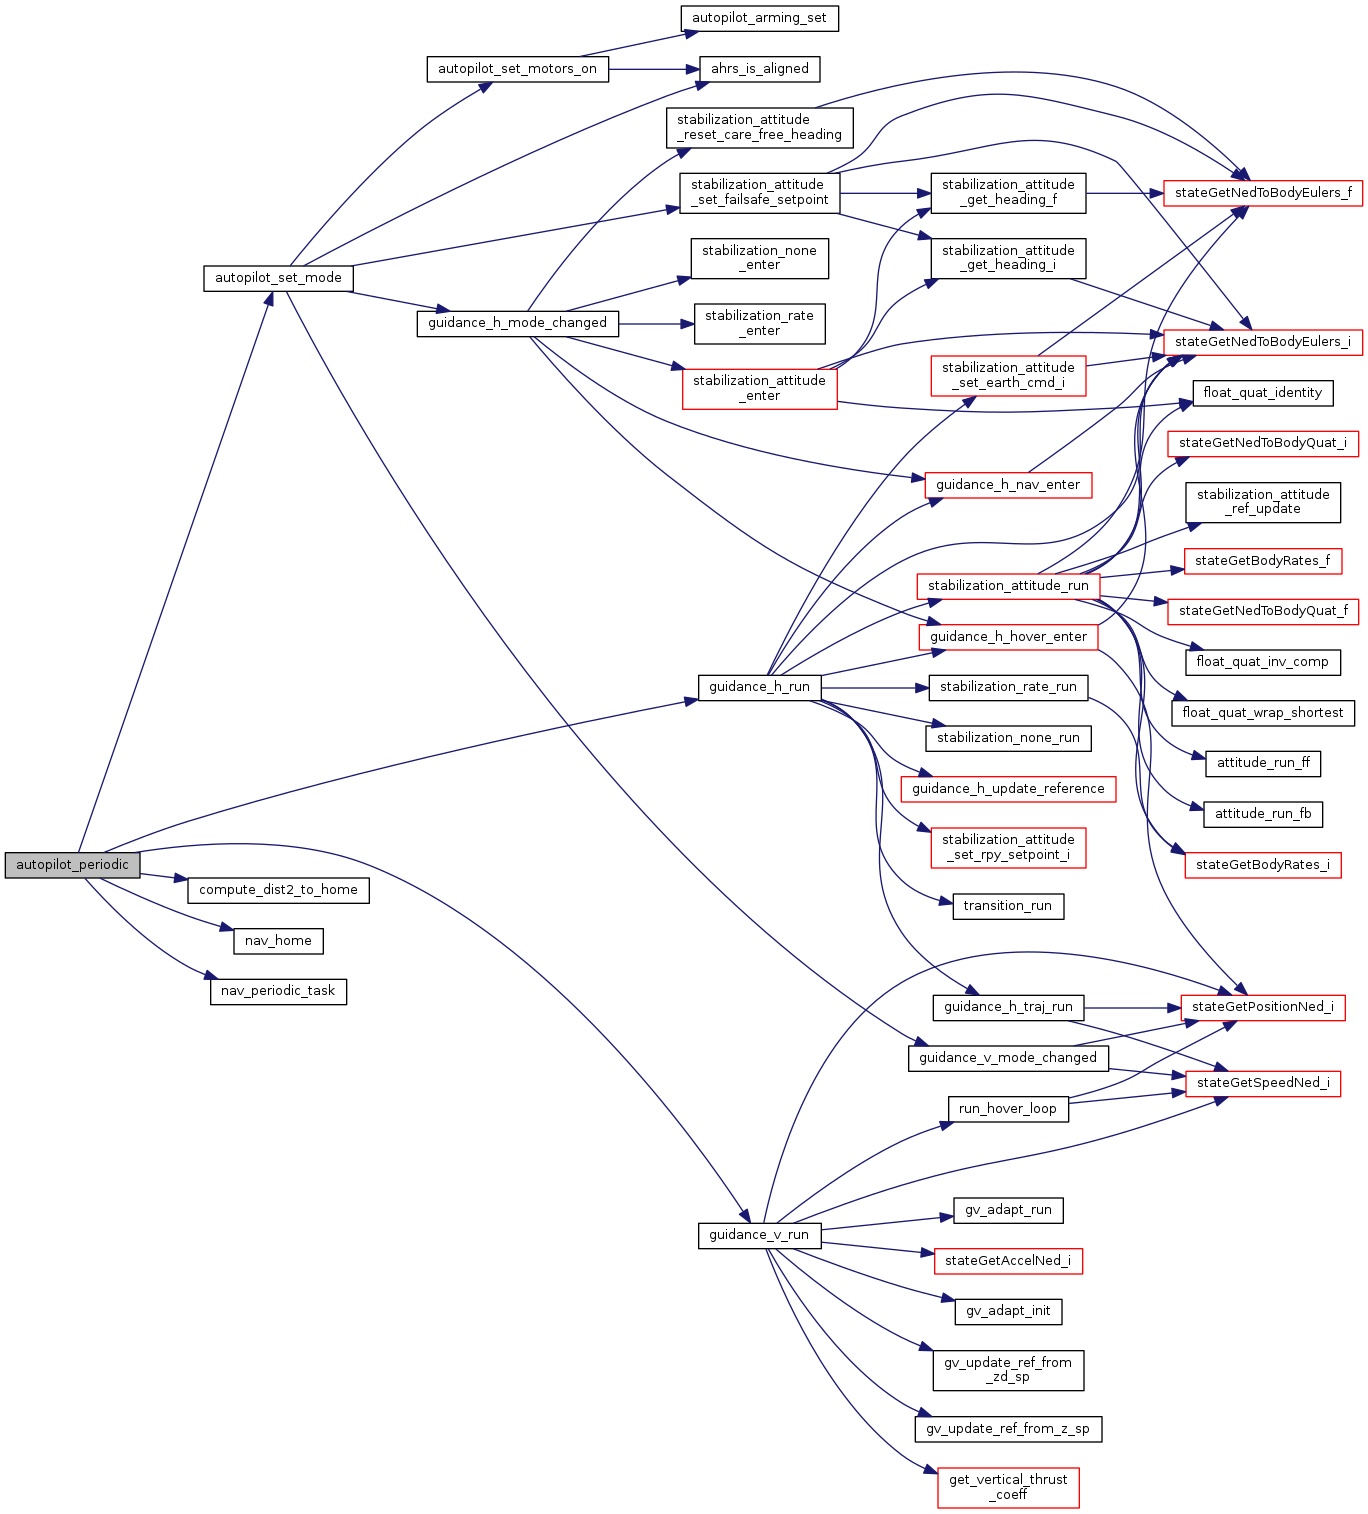 autopilot_arming_set
autopilot_set_motors_on
ahrs_is_aligned
stabilization_attitude
_reset_care_free_heading
stabilization_attitude
_set_failsafe_setpoint
stabilization_attitude
_get_heading_f
stateGetNedToBodyEulers_f
stabilization_none
_enter
stabilization_attitude
_get_heading_i
autopilot_set_mode
guidance_h_mode_changed
stabilization_rate
_enter
stateGetNedToBodyEulers_i
stabilization_attitude
_enter
stabilization_attitude
_set_earth_cmd_i
float_quat_identity
stateGetNedToBodyQuat_i
guidance_h_nav_enter
stabilization_attitude
_ref_update
stateGetBodyRates_f
stabilization_attitude_run
stateGetNedToBodyQuat_f
guidance_h_hover_enter
float_quat_inv_comp
guidance_h_run
stabilization_rate_run
float_quat_wrap_shortest
stabilization_none_run
attitude_run_ff
guidance_h_update_reference
attitude_run_fb
stabilization_attitude
_set_rpy_setpoint_i
autopilot_periodic
stateGetBodyRates_i
compute_dist2_to_home
transition_run
nav_home
nav_periodic_task
guidance_h_traj_run
stateGetPositionNed_i
guidance_v_mode_changed
stateGetSpeedNed_i
run_hover_loop
gv_adapt_run
guidance_v_run
stateGetAccelNed_i
gv_adapt_init
gv_update_ref_from
_zd_sp
gv_update_ref_from_z_sp
get_vertical_thrust
_coeff